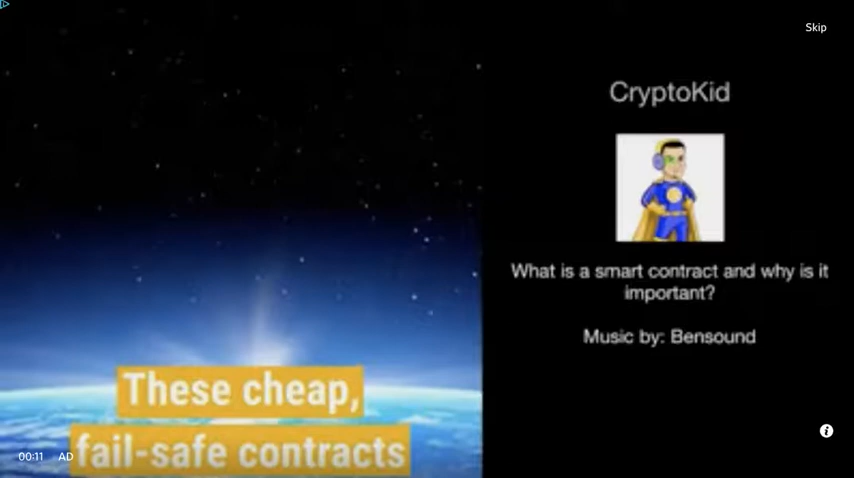 Skip
CryptoKid
What is a smart contract and why is it
important?
Music by: Bensound
These cheap,
fail-safe contracts
00:11 AD